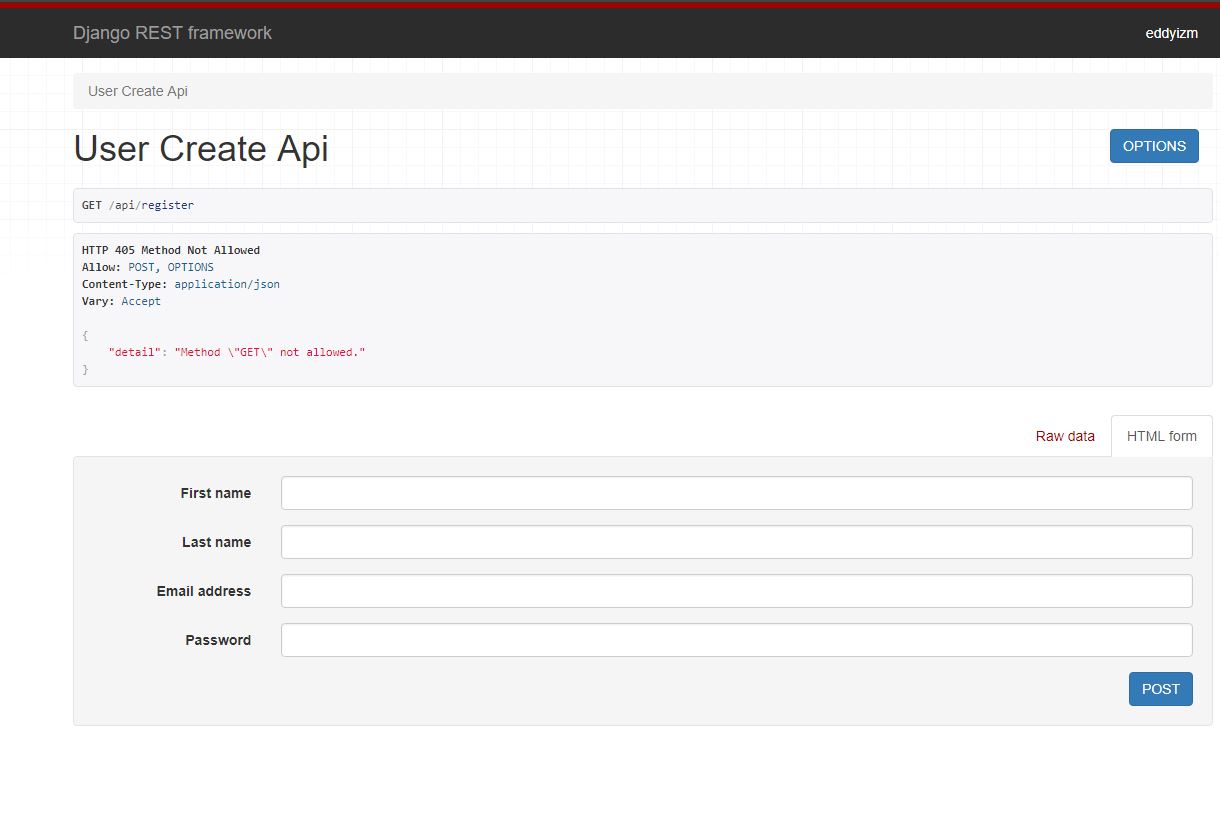 Django REST framework
eddyizm
User Create Api
User Create Api
OPTIONS
GET /api/register
HTTP 405 Method Not Allowed
Allow: POST, OPTIONS
Content-Type: application/json
Vary: Accept
{
    "detail": "Method \"GET\" not allowed."
}
Raw data
HTML form
First name
Last name
Email address
Password
POST